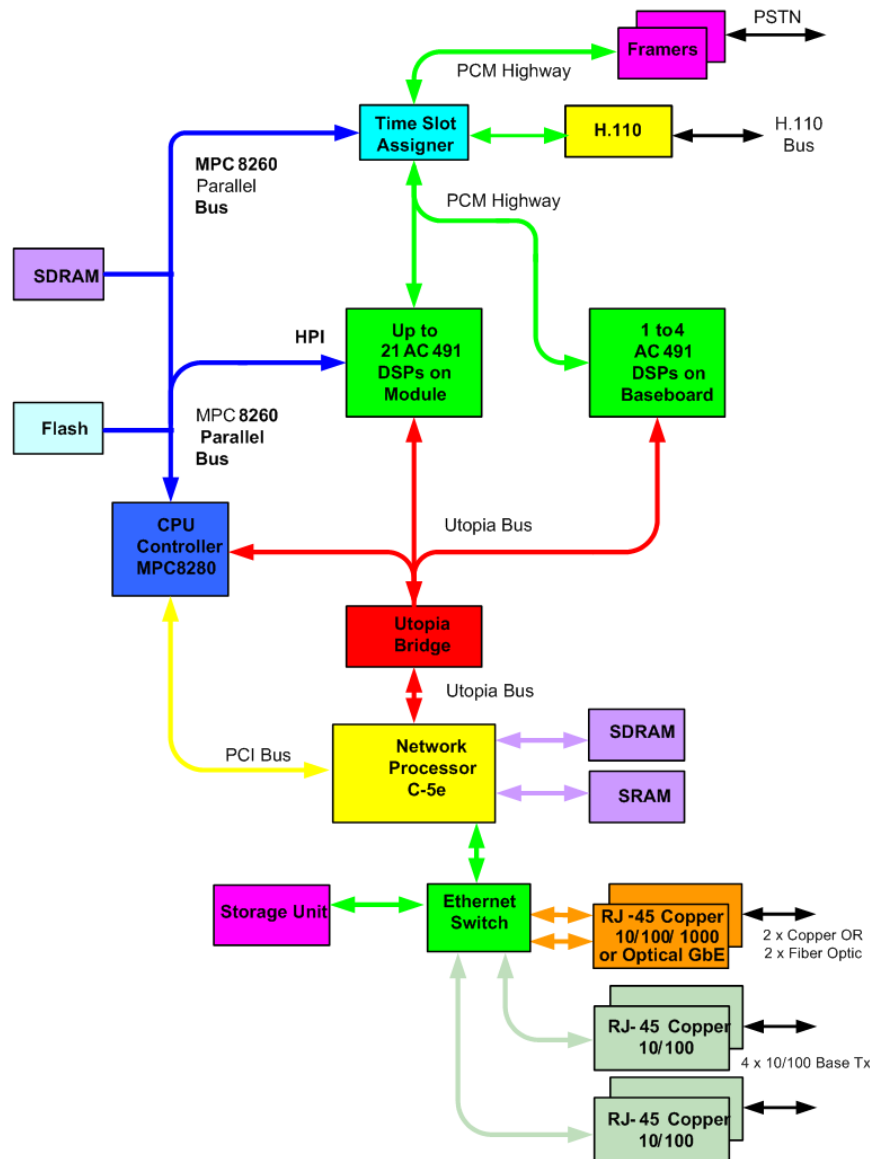 PSTN
Framers
PCM Highway
Time Slot
Assigner
H.110
H.110
Bus
MPC 8260
Parallel
Bus
PCM Highway
SDRAM
HPI
Up to
21 AC 491
DSPs on
Module
1 to 4
AC 491
DSPs on
Baseboard
Flash
MPC 8260
Parallel
Bus
CPU
Controller
MPC8280
Utopia Bus
Utopia
Bridge
Utopia Bus
PCI Bus
Network
Processor
C-5e
SDRAM
SRAM
Storage Unit
Ethernet
Switch
RJ -45 Copper
10/100/ 1000
or Optical GbE
2 x Copper OR
2 x Fiber Optic
RJ- 45 Copper
10/100
4 x 10/100 Base Tx
RJ- 45 Copper
10/100